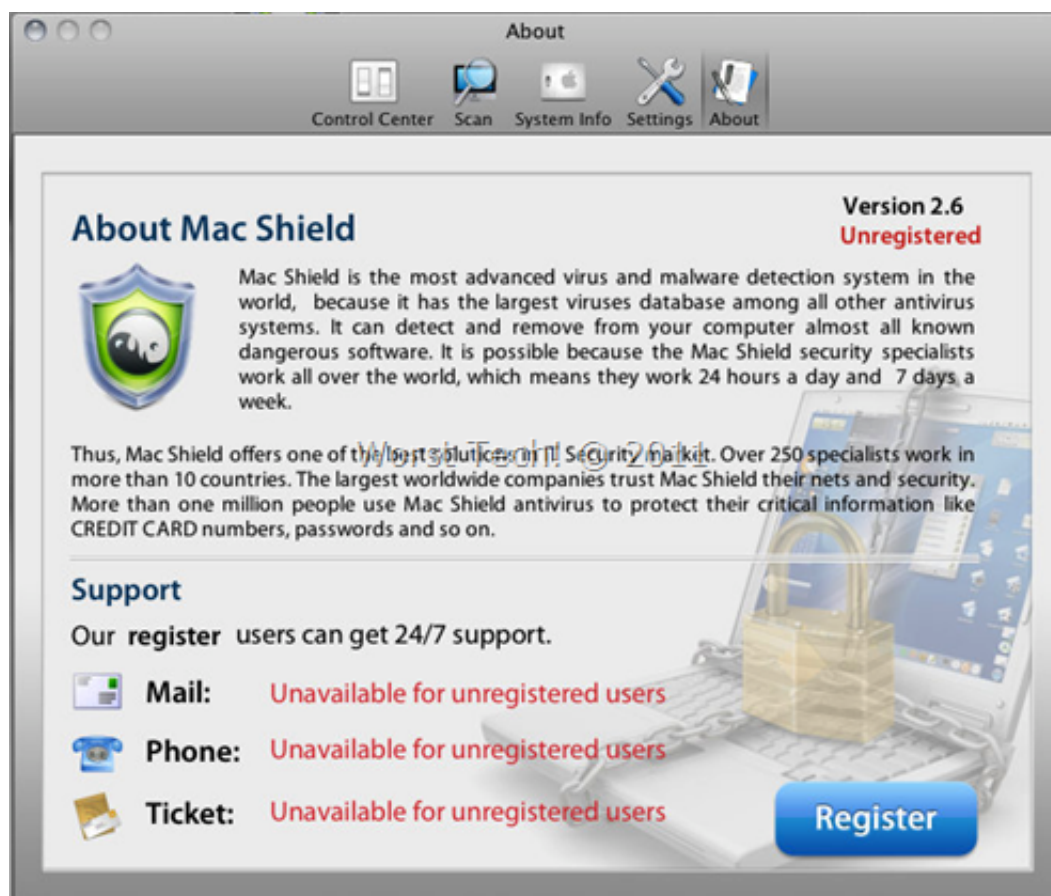 About
Control Center Scan System Info Settings About
Version 2.6
About Mac Shield
Unregistered
Mac Shield is the most advanced virus and malware detection system in the
world, because it has the largest viruses database among all other antivirus
systems. It can detect and remove from your computer almost all known
dangerous software. It is possible because the Mac Shield security specialists
work all over the world, which means they work 24 hours a day and 7 days a
week.
Thus, Mac Shield offers one of the best solutions in IT Security market. Over 250 specialists work in
more than 10 countries. The largest worldwide companies trust Mac Shield their nets and security.
More than one million people use Mac Shield antivirus to protect their critical information like
CREDIT CARD numbers, passwords and so on.
Worst Tech! © 2011
Support
Our register users can get 24/7 support.
Mail: Unavailable for unregistered users
Phone: Unavailable for unregistered users
Ticket: Unavailable for unregistered users
Register